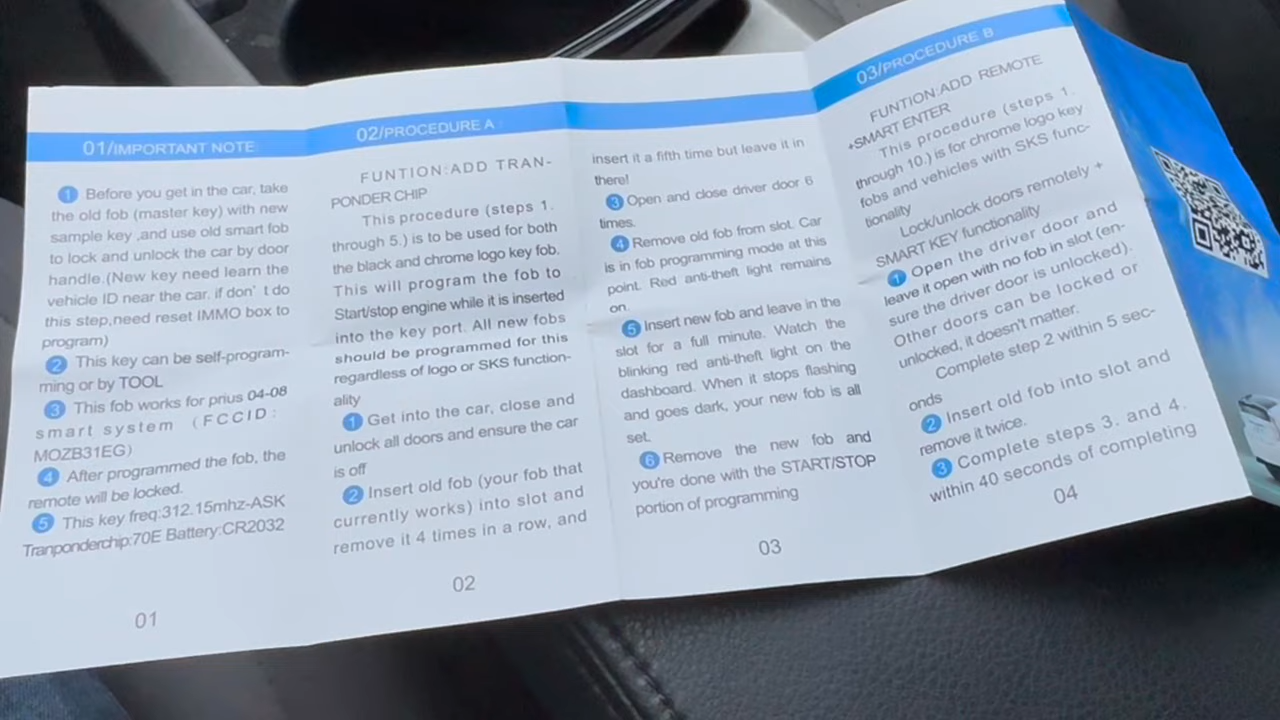 01/IMPORTANT NOTE
1 Before you get in the car, take
the old fob (master key) with new
sample key ,and use old smart fob
to lock and unlock the car by door
handle.(New key need learn the
vehicle ID near the car. if don't do
this step,need reset IMMO box to
program)
2 This key can be self-program-
ming or by TOOL
3 This fob works for prius 04-08
smart system (FCCID:
MOZB31EG)
4 After programmed the fob, the
remote will be locked.
5 This key freq:312.15mhz-ASK
Tranponderchip:70E Battery:CR2032
01
02/PROCEDURE A :
FUNTION:ADD TRAN-
PONDER CHIP
This procedure (steps 1.
through 5.) is to be used for both
the black and chrome logo key fob.
This will program the fob to
Start/stop engine while it is inserted
into the key port. All new fobs
should be programmed for this
regardless of logo or SKS function-
ality
1 Get into the car, close and
unlock all doors and ensure the car
is off
2 Insert old fob (your fob that
currently works) into slot and
remove it 4 times in a row, and
02
insert it a fifth time but leave it in
there!
3 Open and close driver door 6
times.
4 Remove old fob from slot. Car
is in fob programming mode at this
point. Red anti-theft light remains
on.
5 Insert new fob and leave in the
slot for a full minute. Watch the
blinking red anti-theft light on the
dashboard. When it stops flashing
and goes dark, your new fob is all
set.
6 Remove the new fob and
you're done with the START/STOP
portion of programming
03
03/PROCEDURE B
FUNTION:ADD REMOTE
+SMART ENTER
This procedure (steps 1.
through 10.) is for chrome logo key
fobs and vehicles with SKS func-
tionality
Lock/unlock doors remotely +
SMART KEY functionality
1 Open the driver door and
leave it open with no fob in slot (en-
sure the driver door is unlocked).
Other doors can be locked or
unlocked, it doesn't matter.
Complete step 2 within 5 sec-
onds
2 Insert old fob into slot and
remove it twice.
3 Complete steps 3. and 4.
within 40 seconds of completing
04